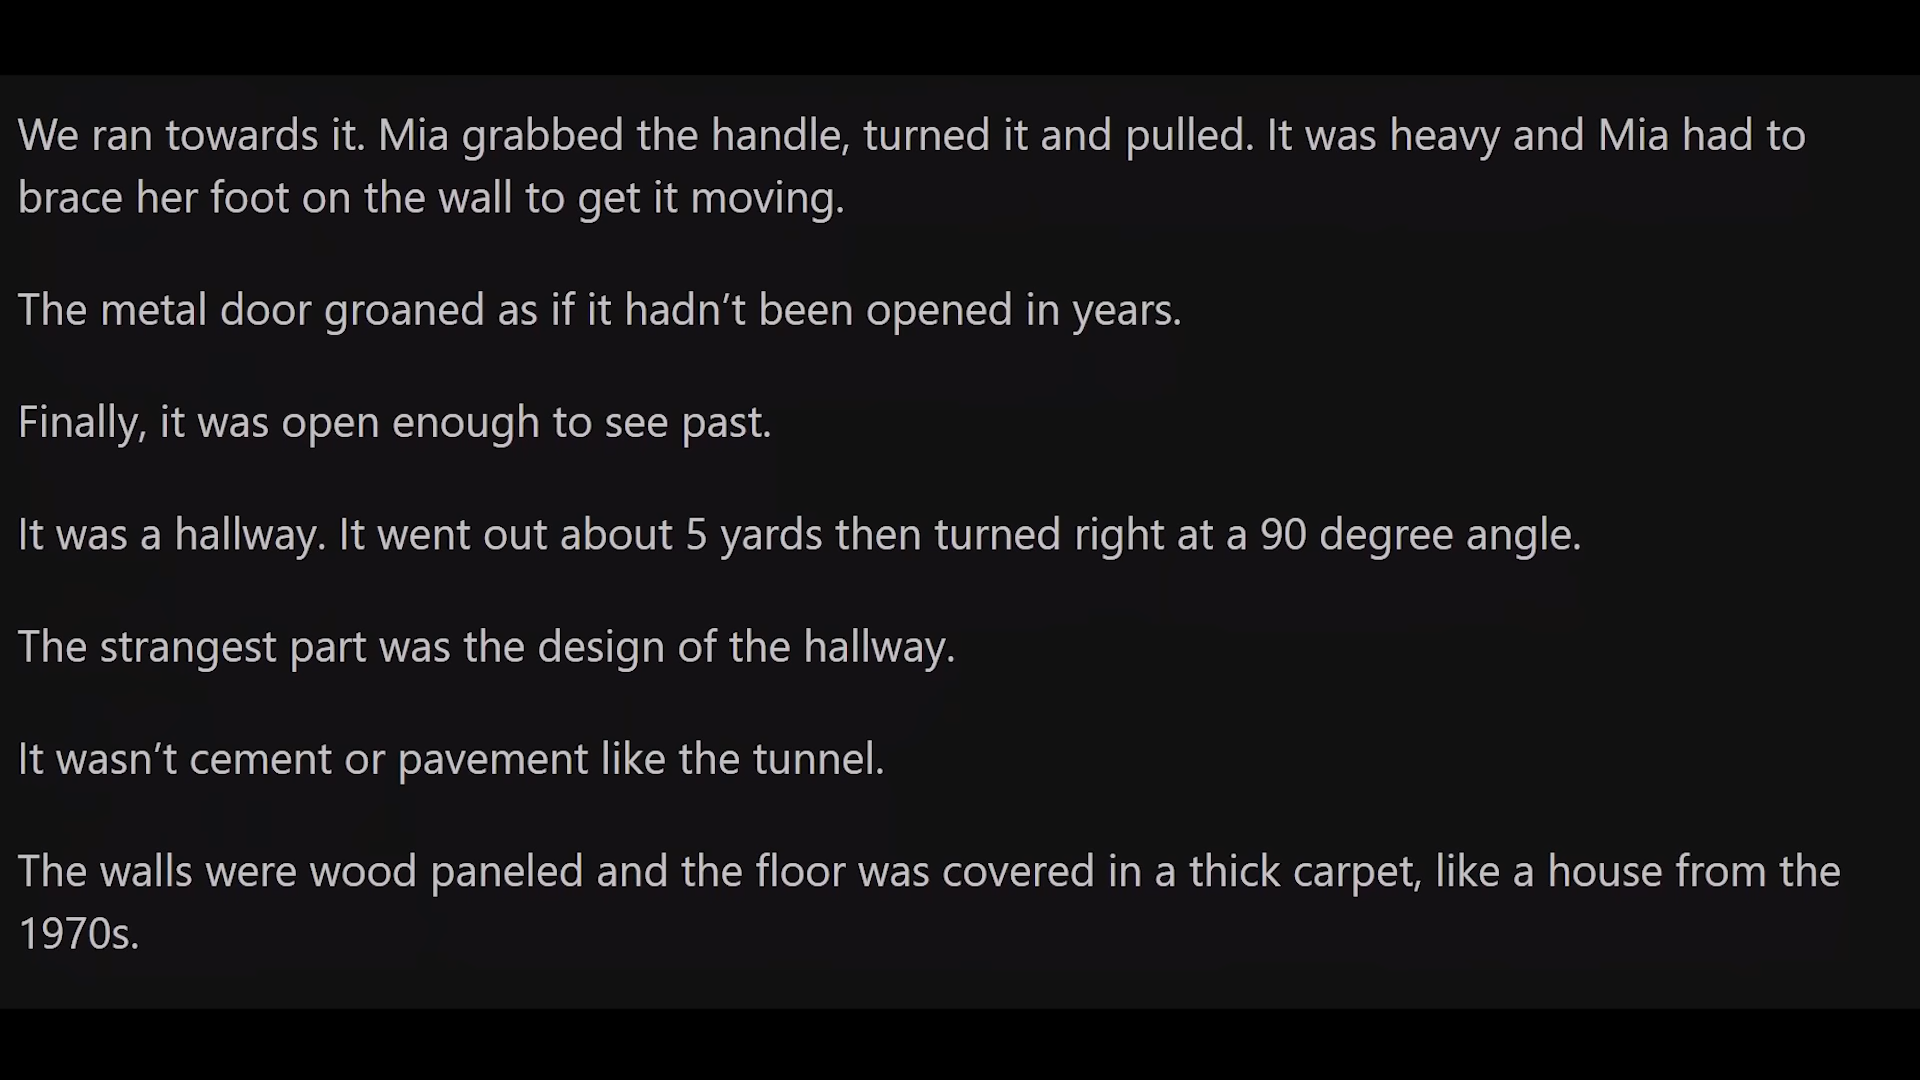 We ran towards it. Mia grabbed the handle, turned it and pulled. It was heavy and Mia had to
brace her foot on the wall to get it moving.
The metal door groaned as if it hadn’t been opened in years.
Finally, it was open enough to see past.
It was a hallway. It went out about 5 yards then turned right at a 90 degree angle.
The strangest part was the design of the hallway.
It wasn’t cement or pavement like the tunnel.
The walls were wood paneled and the floor was covered in a thick carpet, like a house from the
1970s.